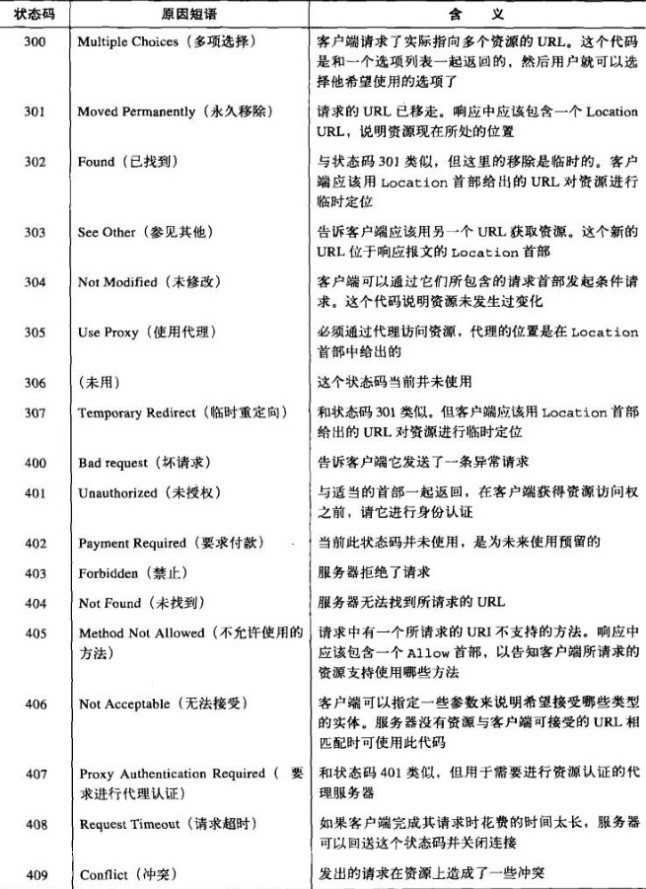 状态码 原因短语 含 义
300 Multiple Choices（多项选择） 客户端请求了实际指向多个资源的 URL。这个代码
是和一个选项列表一起返回的，然后用户就可以选
择他希望使用的选项了
301 Moved Permanently（永久移除） 请求的 URL 已移走。响应中应该包含一个 Location
URL，说明资源现在所处的位置
302 Found（已找到） 与状态码 301 类似，但这里的移除是临时的。客户
端应该用 Location 首部给出的 URL 对资源进行
临时定位
303 See Other（参见其他） 告诉客户端应该用另一个 URL 获取资源。这个新的
URL 位于响应报文的 Location 首部
304 Not Modified（未修改） 客户端可以通过它们所包含的请求首部发起条件请
求。这个代码说明资源未发生过变化
305 Use Proxy（使用代理） 必须通过代理访问资源，代理的位置是在 Location
首部中给出的
306 （未用） 这个状态码当前并未使用
307 Temporary Redirect（临时重定向） 和状态码 301 类似。但客户端应该用 Location 首部
给出的 URL 对资源进行临时定位
400 Bad request（坏请求） 告诉客户端它发送了一条异常请求
401 Unauthorized（未授权） 与适当的首部一起返回，在客户端获得资源访问权
之前，请它进行身份认证
402 Payment Required（要求付款） 当前此状态码并未使用，是为未来使用预留的
403 Forbidden（禁止） 服务器拒绝了请求
404 Not Found（未找到） 服务器无法找到所请求的 URL
405 Method Not Allowed（不允许使用的 请求中有一个所请求的 URI 不支持的方法。响应中
方法） 应该包含一个 Allow 首部，以告知客户端所请求的
资源支持使用哪些方法
406 Not Acceptable（无法接受） 客户端可以指定一些参数来说明希望接受哪些类型
的实体。服务器没有资源与客户端可接受的 URL 相
匹配时可使用此代码
407 Proxy Authentication Required（ 要 和状态码 401 类似，但用于需要进行资源认证的代
求进行代理认证） 理服务器
408 Request Timeout（请求超时） 如果客户端完成其请求时花费的时间太长，服务器
可以回送这个状态码并关闭连接
409 Conflict（冲突） 发出的请求在资源上造成了一些冲突